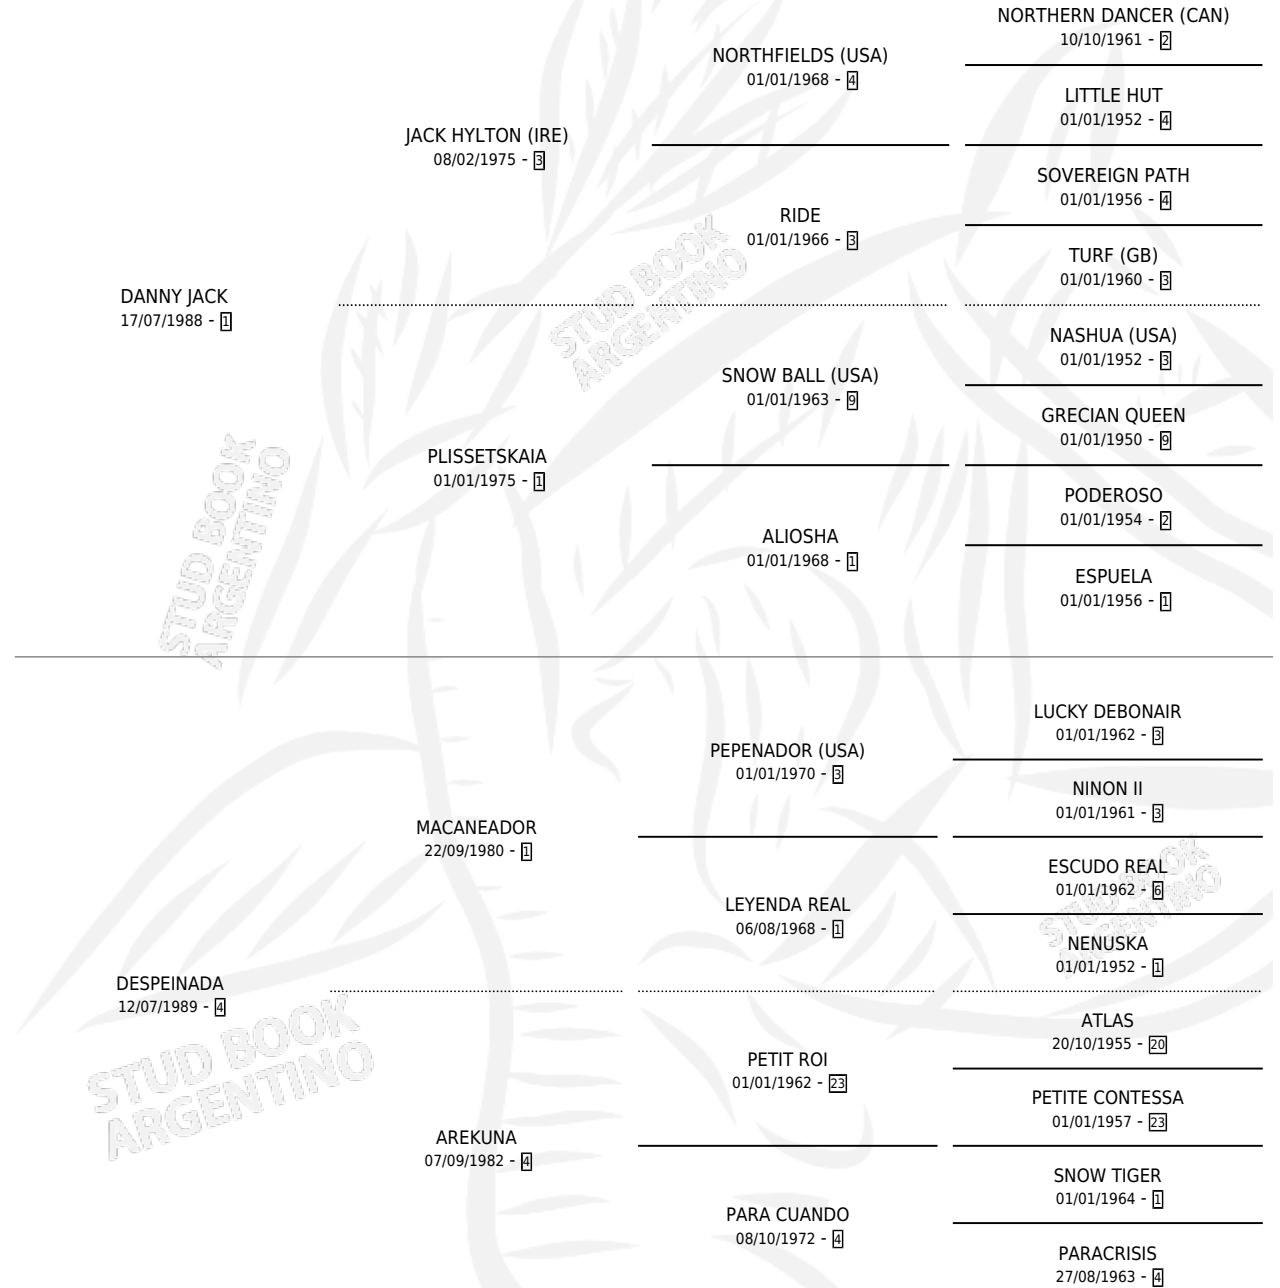 NORTHERN DANCER (CAN)
10/10/1961 - 2
NORTHFIELDS (USA)
01/01/1968 - 4
LITTLE HUT
01/01/1952 - 4
JACK HYLTON (IRE)
08/02/1975 - 3
SOVEREIGN PATH
01/01/1956 - 4
RIDE
01/01/1966 - 3
TURF (GB)
01/01/1960 - 3
DANNY JACK
17/07/1988 - 1
STUD BOOK
ARGENTINO
NASHUA (USA)
01/01/1952 - 3
SNOW BALL (USA)
01/01/1963 - 9
GRECIAN QUEEN
01/01/1950 - 9
PLISSETSKAIA
01/01/1975 - 1
PODEROSO
01/01/1954 - 2
ALIOSHA
01/01/1968 - 1
ESPUELA
01/01/1956 - 1
STUD BOOK
ARGENTINO
LUCKY DEBONAIR
01/01/1962 - 3
PEPENADOR (USA)
01/01/1970 - 3
NINON II
01/01/1961 - 3
MACANEADOR
22/09/1980 - 1
ESCUDO REAL
01/01/1962 - 6
LEYENDA REAL
06/08/1968 - 1
NENUSKA
01/01/1952 - 1
STUD BOOK
ARGENTINO
DESPEINADA
12/07/1989 - 4
ATLAS
20/10/1955 - 20
PETIT ROI
01/01/1962 - 23
PETITE CONTESSA
01/01/1957 - 23
STUD BOOK
ARGENTINO
AREKUNA
07/09/1982 - 4
SNOW TIGER
01/01/1964 - 1
PARA CUANDO
08/10/1972 - 4
PARACRISIS
27/08/1963 - 4